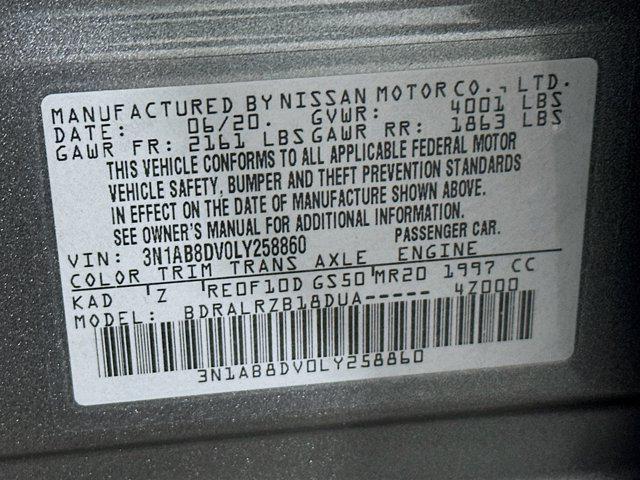 MANUFACTURED BY NISSAN MOTOR CO., LTD.
DATE: 06/20. GVWR: 4001 LBS
GAWR FR: 2161 LBS GAWR RR: 1863 LBS
THIS VEHICLE CONFORMS TO ALL APPLICABLE FEDERAL MOTOR
VEHICLE SAFETY, BUMPER AND THEFT PREVENTION STANDARDS
IN EFFECT ON THE DATE OF MANUFACTURE SHOWN ABOVE.
SEE OWNER'S MANUAL FOR ADDITIONAL INFORMATION.
VIN: 3N1AB8DV0LY258860 PASSENGER CAR.
COLOR TRIM TRANS AXLE ENGINE
KAD Z RE0F10D GS50 MR20 1997 CC
MODEL: BDRALRZB18DUA----- 4Z000
3N1AB8DV0LY258860